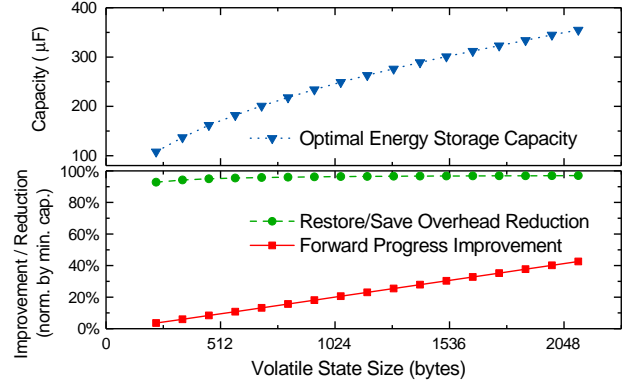 400
300
200
100
Capacity ( μF)
Optimal Energy Storage Capacity
100%
80%
60%
40%
20%
0%
Improvement / Reduction
(norm. by min. cap.)
Restore/Save Overhead Reduction
Forward Progress Improvement
0 512 1024 1536 2048
Volatile State Size (bytes)